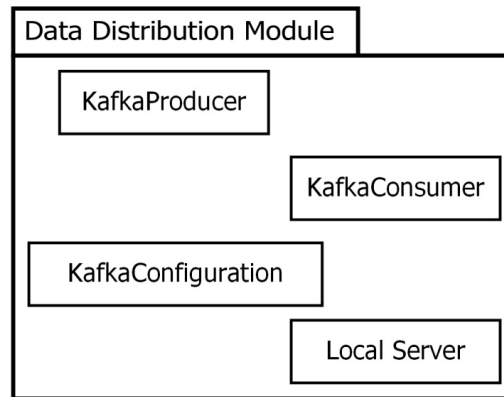 Data Distribution Module
KafkaProducer
KafkaConsumer
KafkaConfiguration
Local Server